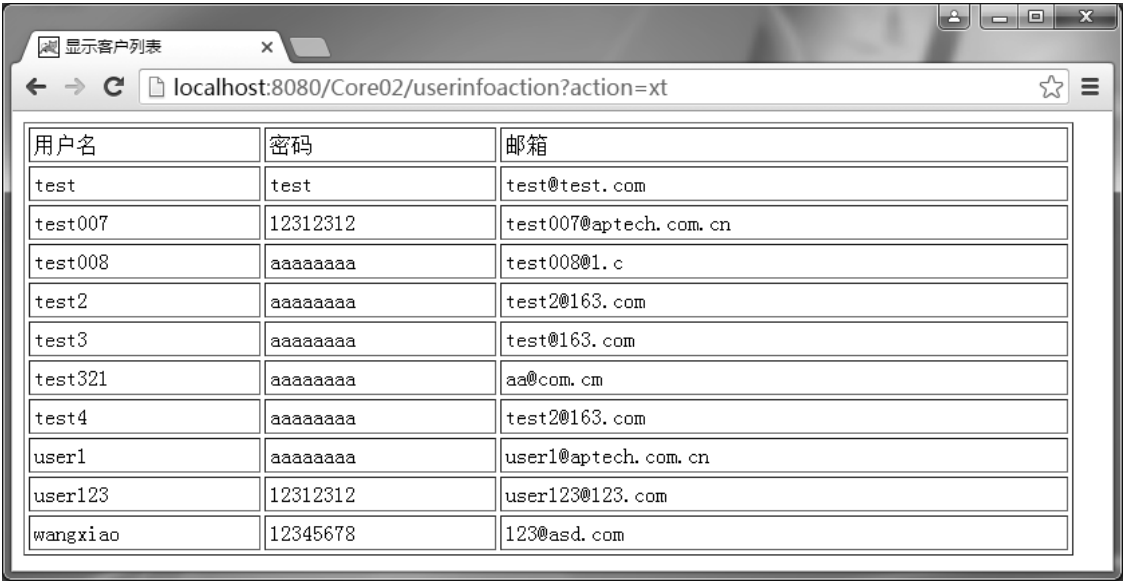 显示客户列表
localhost:8080/Core02/userinfoaction?action=xt
用户名 密码 邮箱
test test test@test.com
test007 12312312 test007@aptech.com.cn
test008 aaaaaaaa test008@1.c
test2 aaaaaaaa test2@163.com
test3 aaaaaaaa test@163.com
test321 aaaaaaaa aa@com.cm
test4 aaaaaaaa test2@163.com
user1 aaaaaaaa user1@aptech.com.cn
user123 12312312 user123@123.com
wangxiao 12345678 123@asd.com